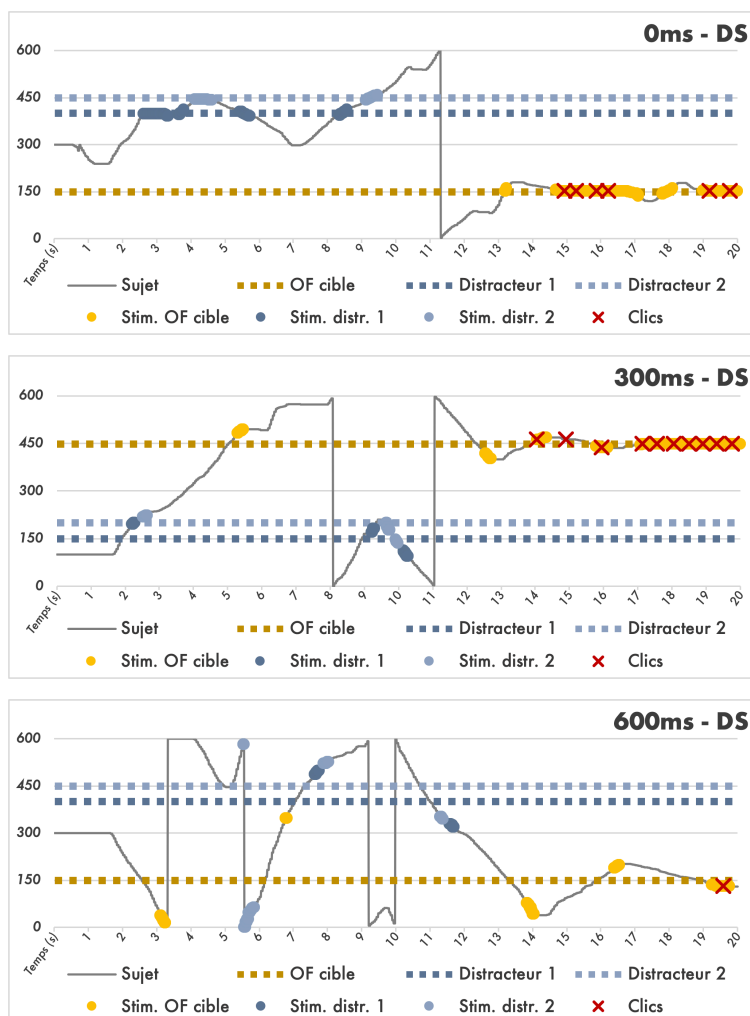 0ms - DS
600
450
300
150
0
Temps (s) 1 2 3 4 5 6 7 8 9 10 11 12 13 14 15 16 17 18 19 20
Sujet OF cible Distracteur 1 Distracteur 2
Stim. OF cible Stim. distr. 1 Stim. distr. 2 Clics
300ms - DS
600
450
300
150
0
Temps (s) 1 2 3 4 5 6 7 8 9 10 11 12 13 14 15 16 17 18 19 20
Sujet OF cible Distracteur 1 Distracteur 2
Stim. OF cible Stim. distr. 1 Stim. distr. 2 Clics
600ms - DS
600
450
300
150
0
Temps (s) 1 2 3 4 5 6 7 8 9 10 11 12 13 14 15 16 17 18 19 20
Sujet OF cible Distracteur 1 Distracteur 2
Stim. OF cible Stim. distr. 1 Stim. distr. 2 Clics